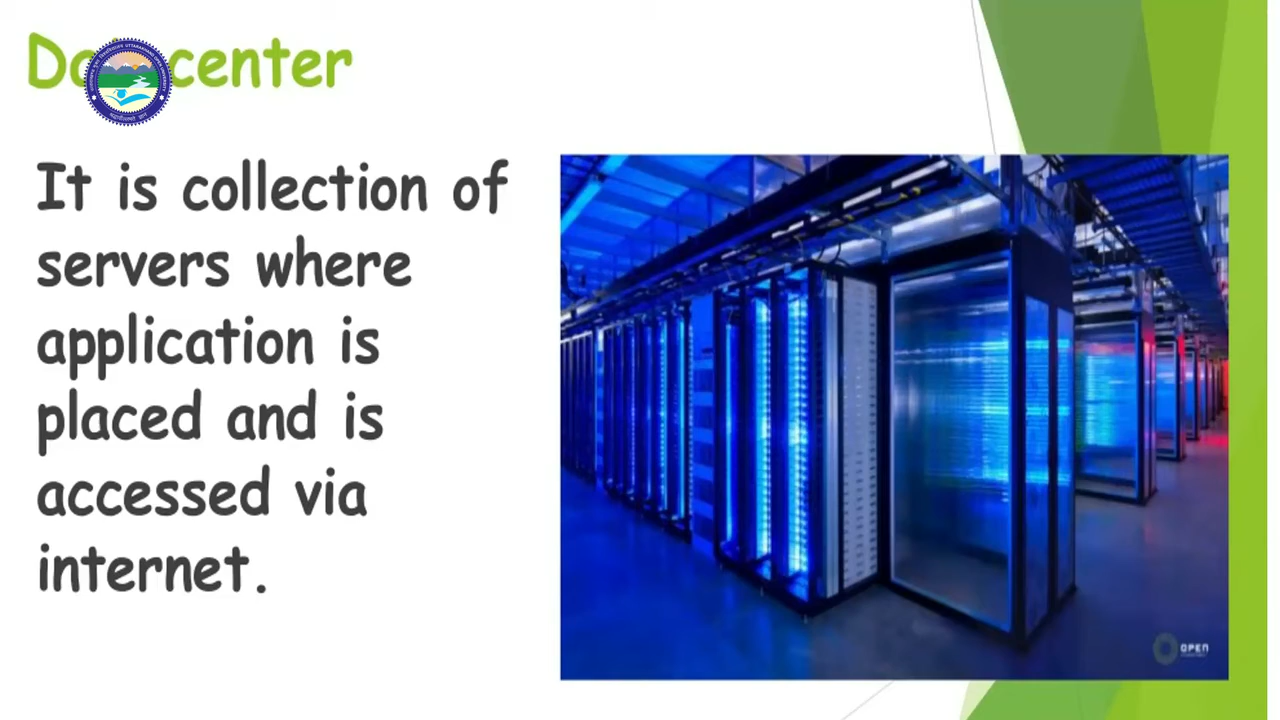 center
It is collection of
servers where
application is
placed and is
accessed via
internet.
OPEN